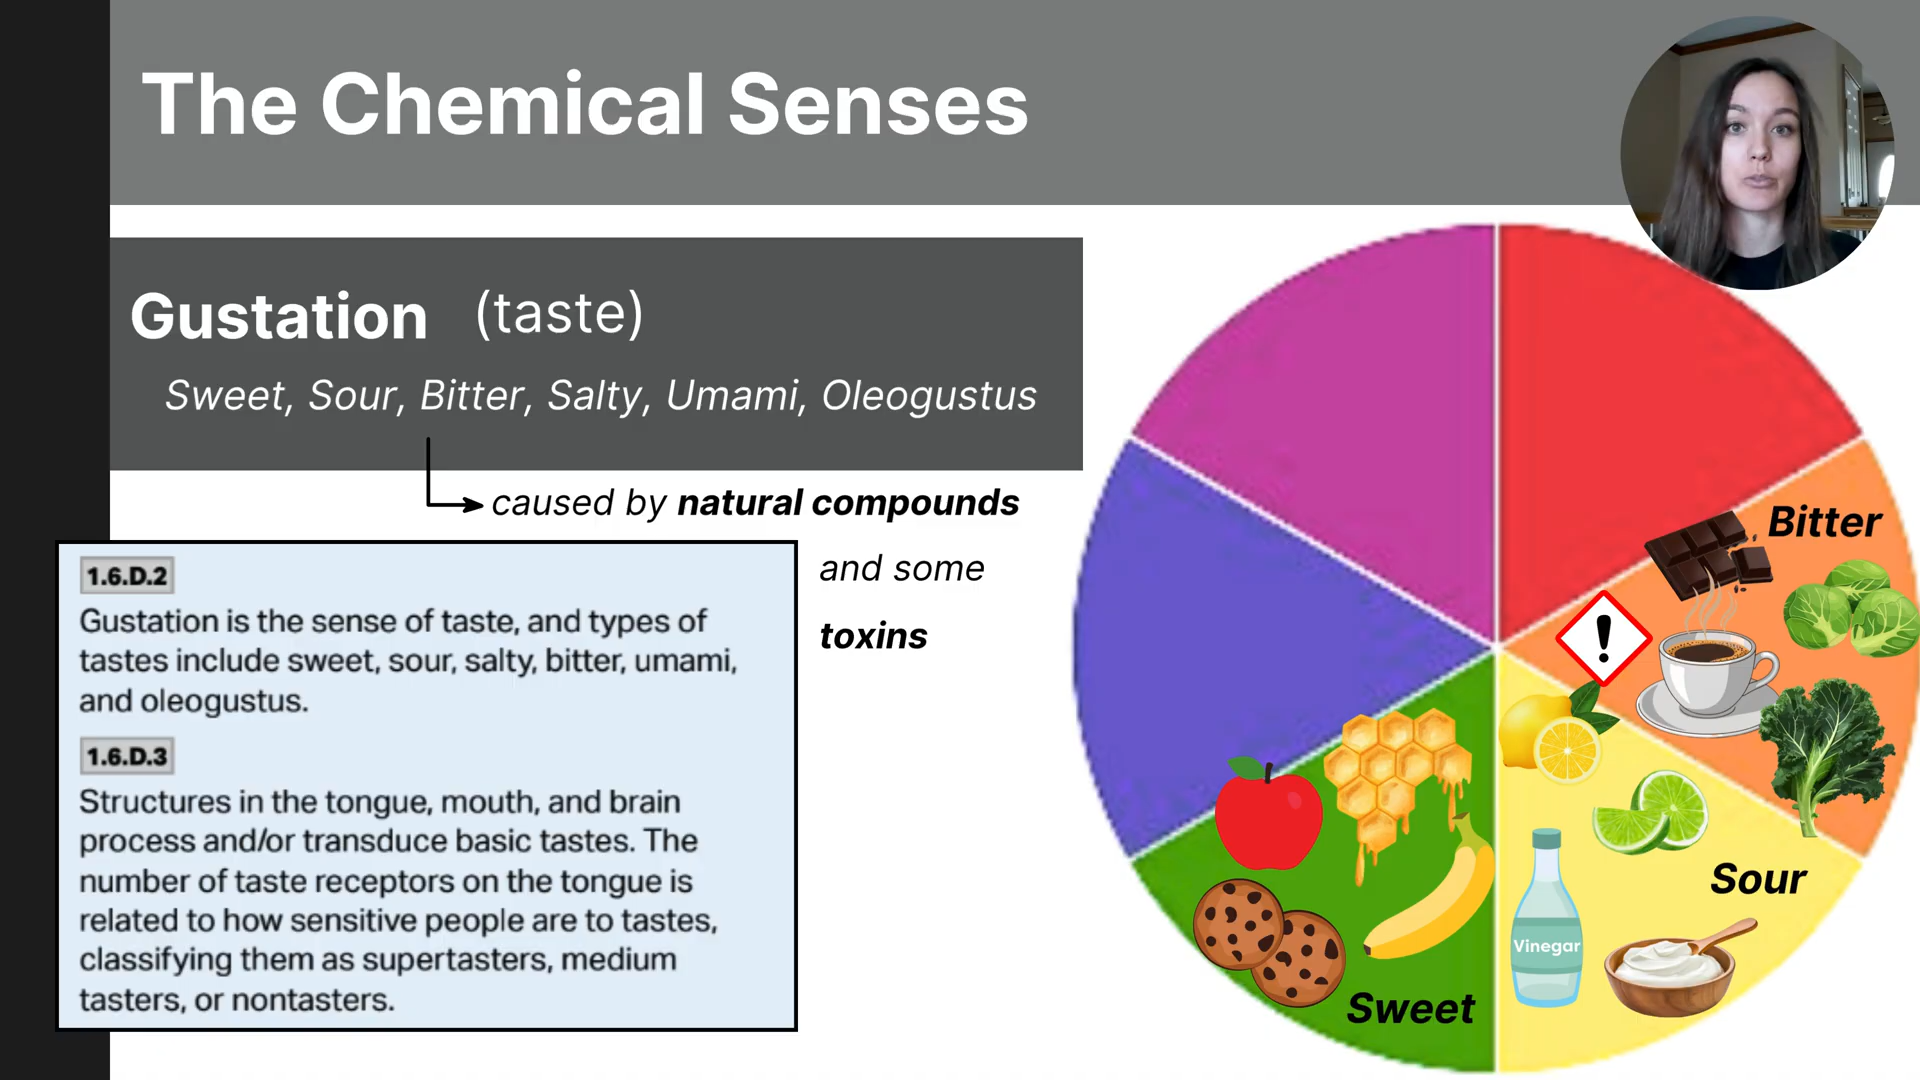 The Chemical Senses
Gustation (taste)
Sweet, Sour, Bitter, Salty, Umami, Oleogustus
caused by natural compounds
and some
toxins
1.6.D.2
Gustation is the sense of taste, and types of
tastes include sweet, sour, salty, bitter, umami,
and oleogustus.
1.6.D.3
Structures in the tongue, mouth, and brain
process and/or transduce basic tastes. The
number of taste receptors on the tongue is
related to how sensitive people are to tastes,
classifying them as supertasters, medium
tasters, or nontasters.
Bitter
!
Sour
Vinegar
Sweet